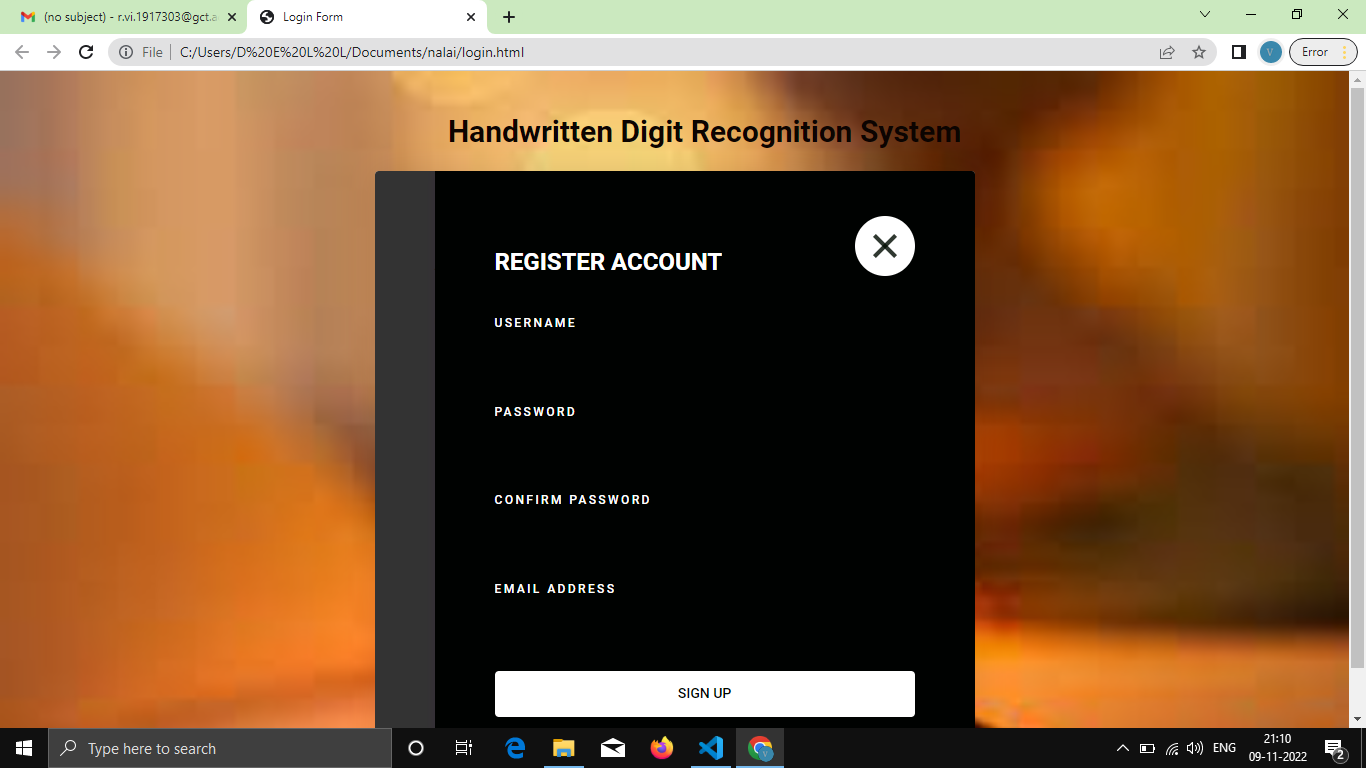 (no subject) - r.vi.1917303@gct.a
Login Form
File
C:/Users/D%20E%20L%20L/Documents/nalai/login.html
V
Error
Handwritten Digit Recognition System
REGISTER ACCOUNT
USERNAME
PASSWORD
CONFIRM PASSWORD
EMAIL ADDRESS
SIGN UP
Type here to search
V
ENG
21:10
09-11-2022
2